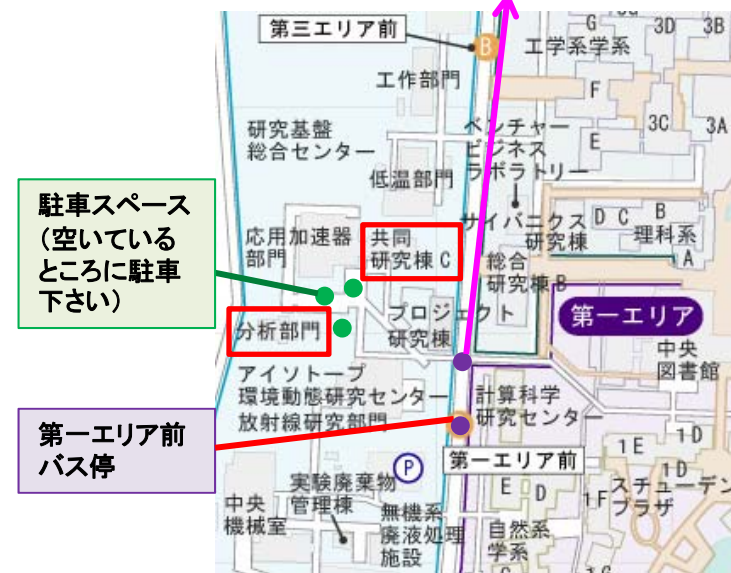 第三エリア前
B
工学系学系
G
3D
3B
F
E
3C
3A
工作部門
研究基盤
総合センター
ベンチャー
ビジネス
ラボラトリー
低温部門
駐車スペース
（空いている
ところに駐車
下さい）
応用加速器
部門
共同
研究棟 C
サイバニクス
研究棟
D C B
理科系
A
総合
研究棟B
分析部門
プロジェクト
研究棟
第一エリア
中央
図書館
アイソトープ
環境動態研究センター
放射線研究部門
計算科学
研究センター
第一エリア前
バス停
第一エリア前
P
1E
1D
1D
E
D
1F
スチューデン
プラザ
実験廃棄物
管理棟
中央
機械室
無機系
廃液処理
施設
自然系
学系